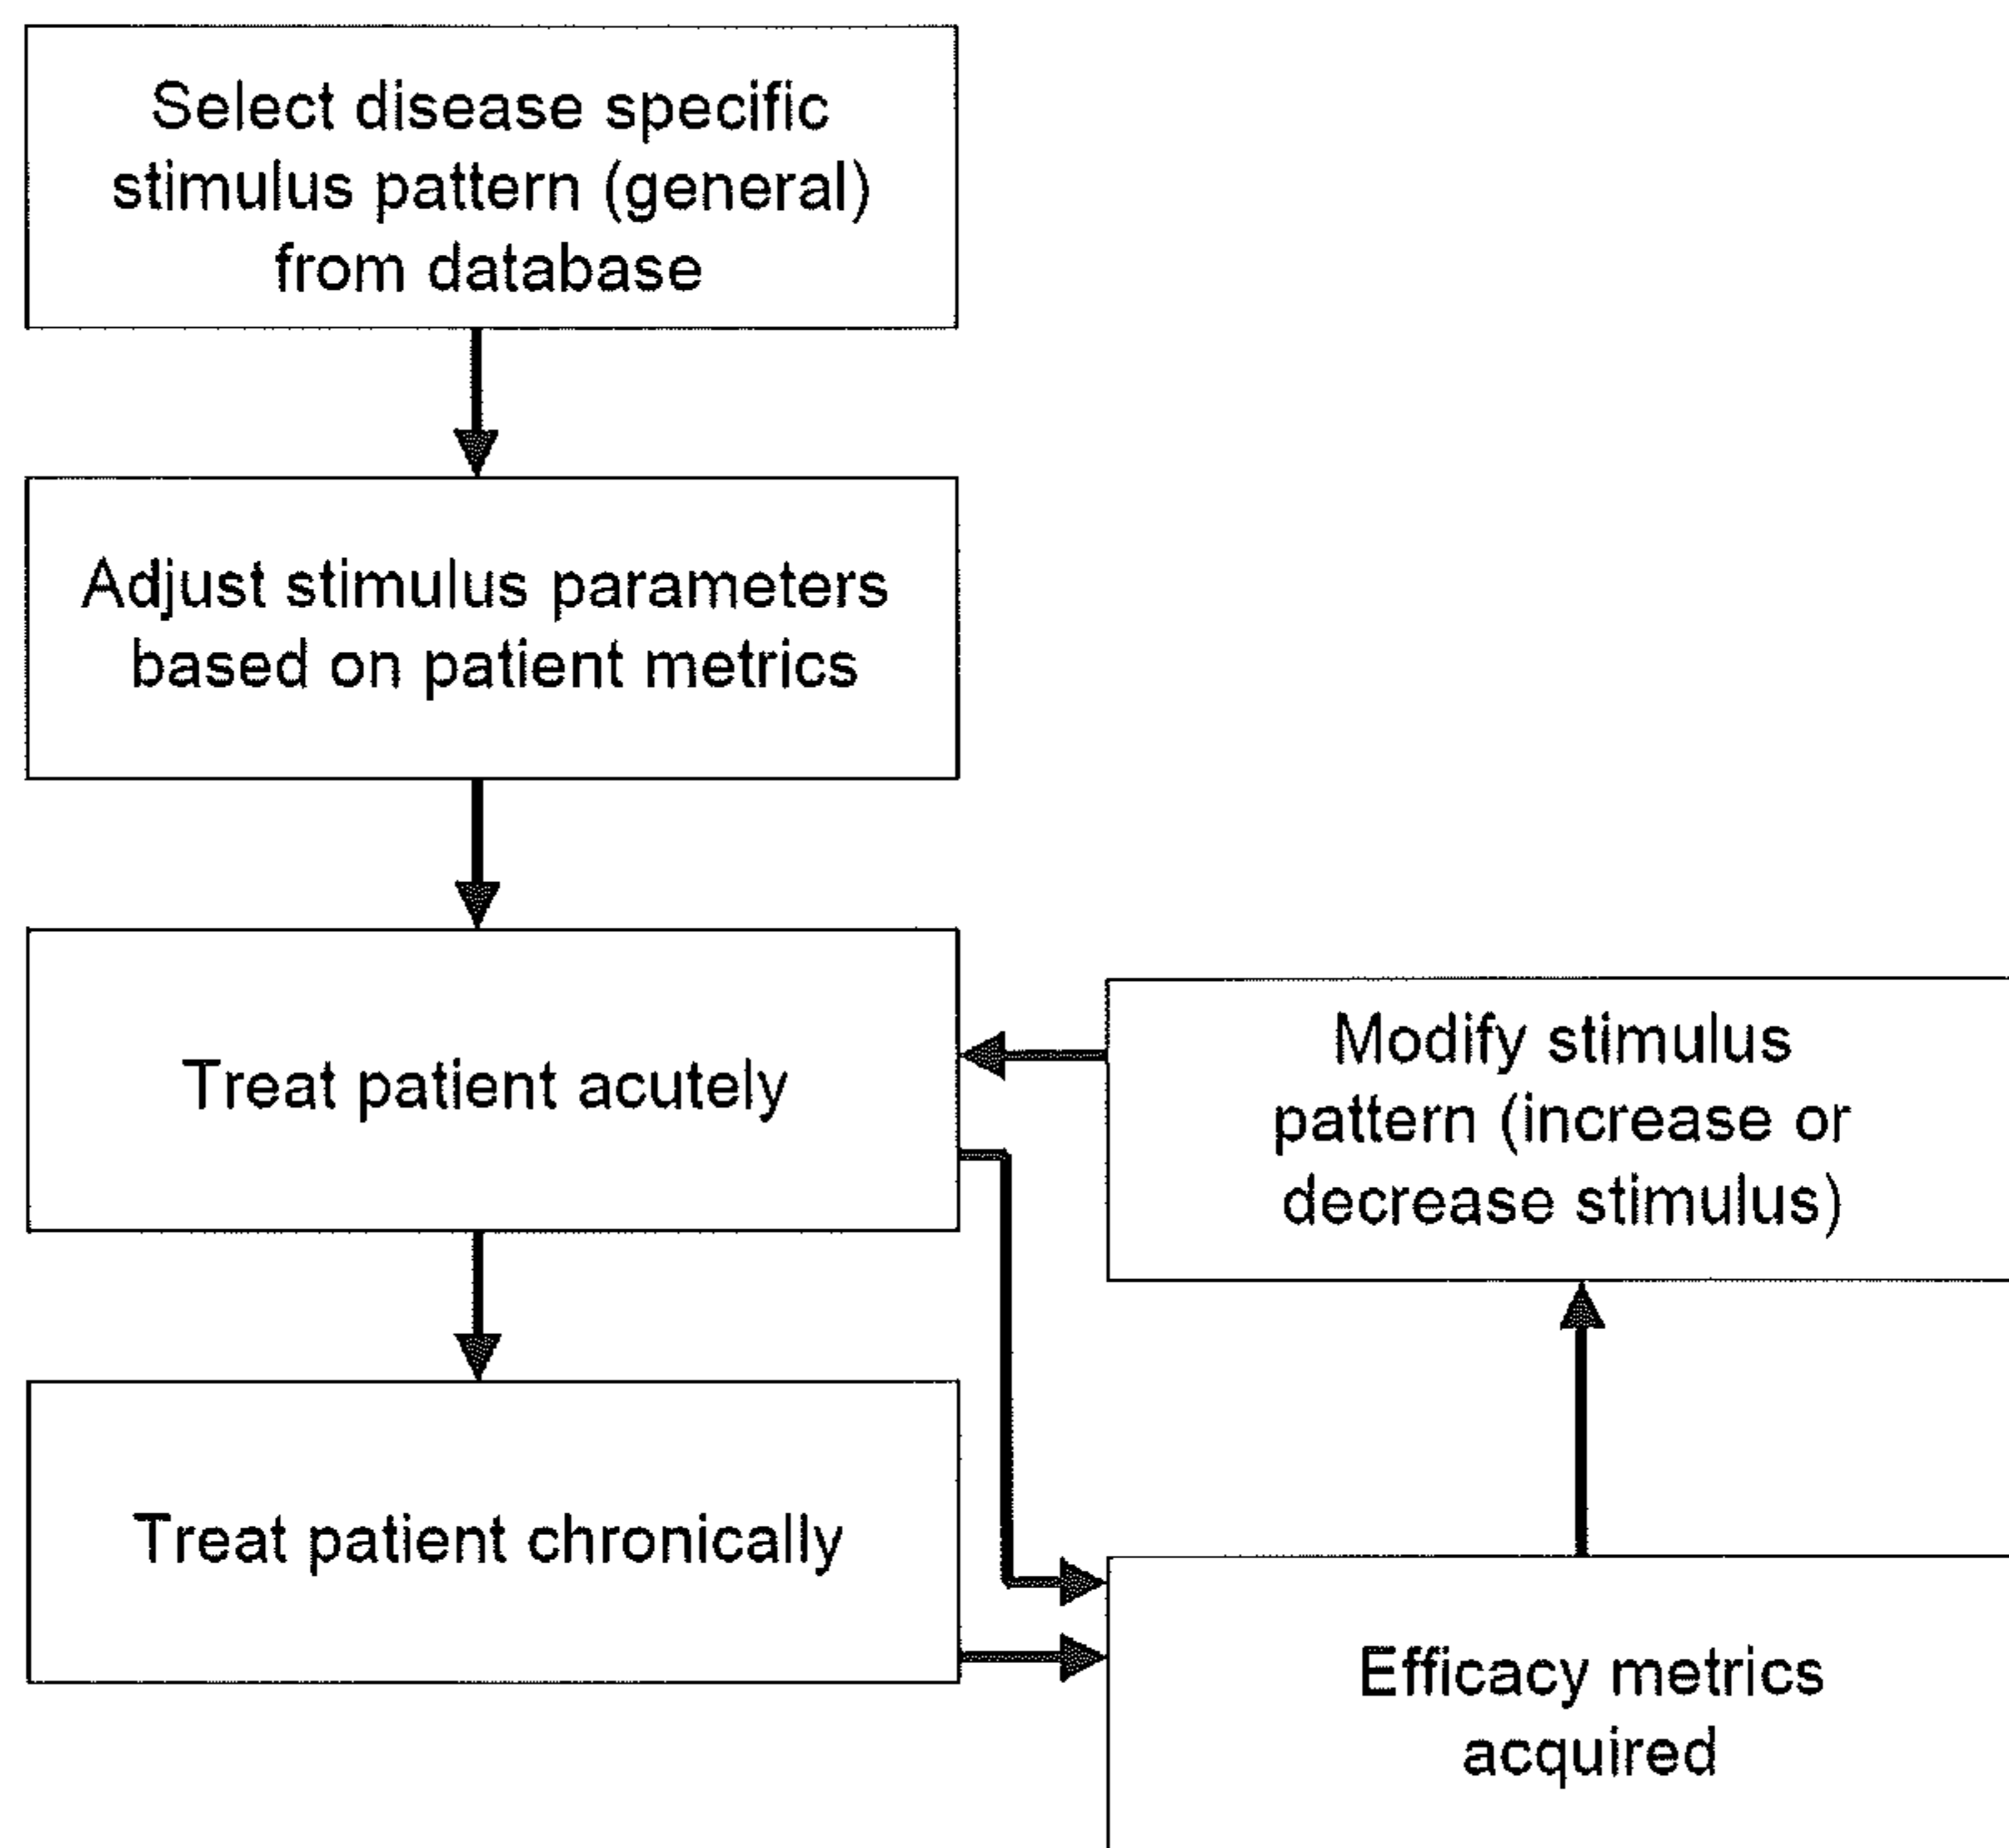 Select disease specific
stimulus pattern (general)
from database
Adjust stimulus parameters
based on patient metrics
Treat patient acutely
Modify stimulus
pattern (increase or
decrease stimulus)
Treat patient chronically
Efficacy metrics
acquired